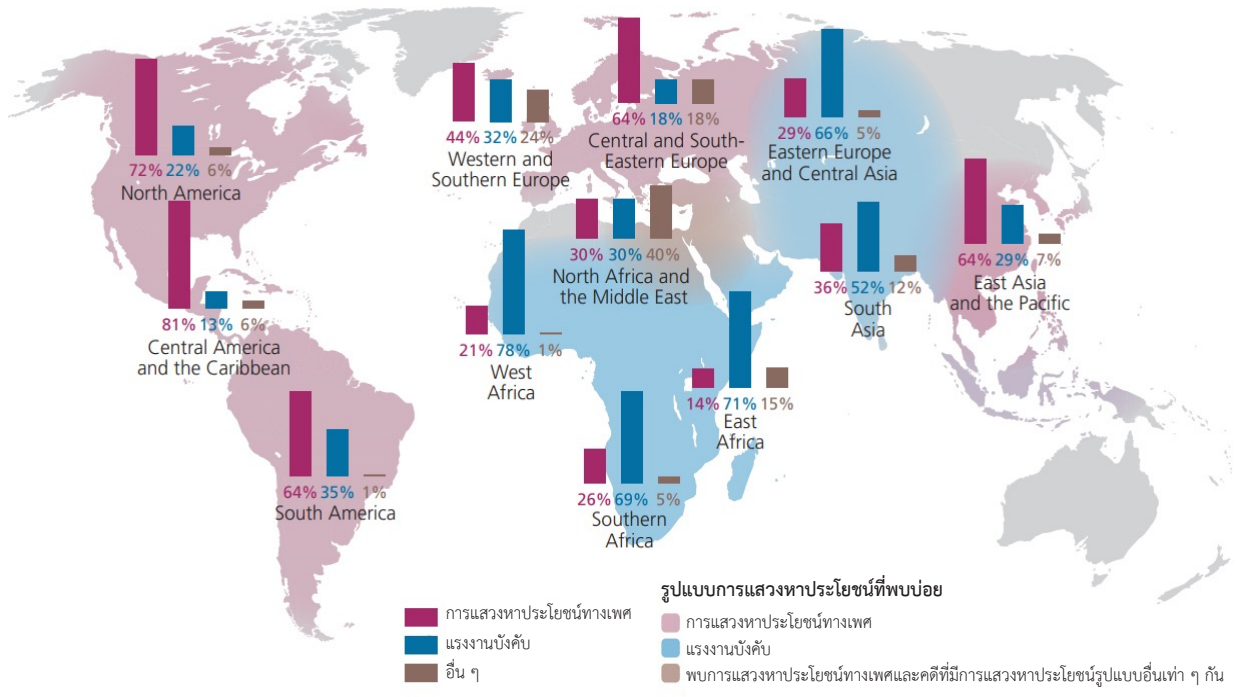 72% 22% 6%
North America
81% 13% 6%
Central America
and the Caribbean
64% 35% 1%
South America
44% 32% 24%
Western and
Southern Europe
64% 18% 18%
Central and South-
Eastern Europe
29% 66% 5%
Eastern Europe
and Central Asia
30% 30% 40%
North Africa and
the Middle East
21% 78% 1%
West
Africa
14% 71% 15%
East
Africa
26% 69% 5%
Southern
Africa
36% 52% 12%
South
Asia
64% 29% 7%
East Asia
and the Pacific
การแสวงหาประโยชน์ทางเพศ
แรงงานบังคับ
อื่น ๆ
รูปแบบการแสวงหาประโยชน์ที่พบบ่อย
การแสวงหาประโยชน์ทางเพศ
แรงงานบังคับ
พบการแสวงหาประโยชน์ทางเพศและคดีที่มีการแสวงหาประโยชน์รูปแบบอื่นเท่า ๆ กัน